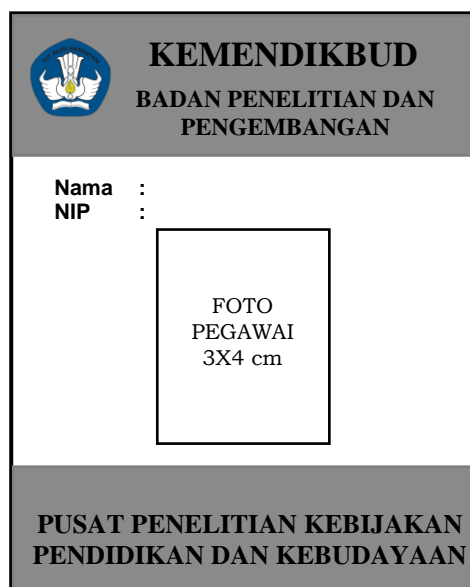 KEMENDIKBUD
BADAN PENELITIAN DAN
PENGEMBANGAN
Nama :
NIP :
FOTO
PEGAWAI
3X4 cm
PUSAT PENELITIAN KEBIJAKAN
PENDIDIKAN DAN KEBUDAYAAN